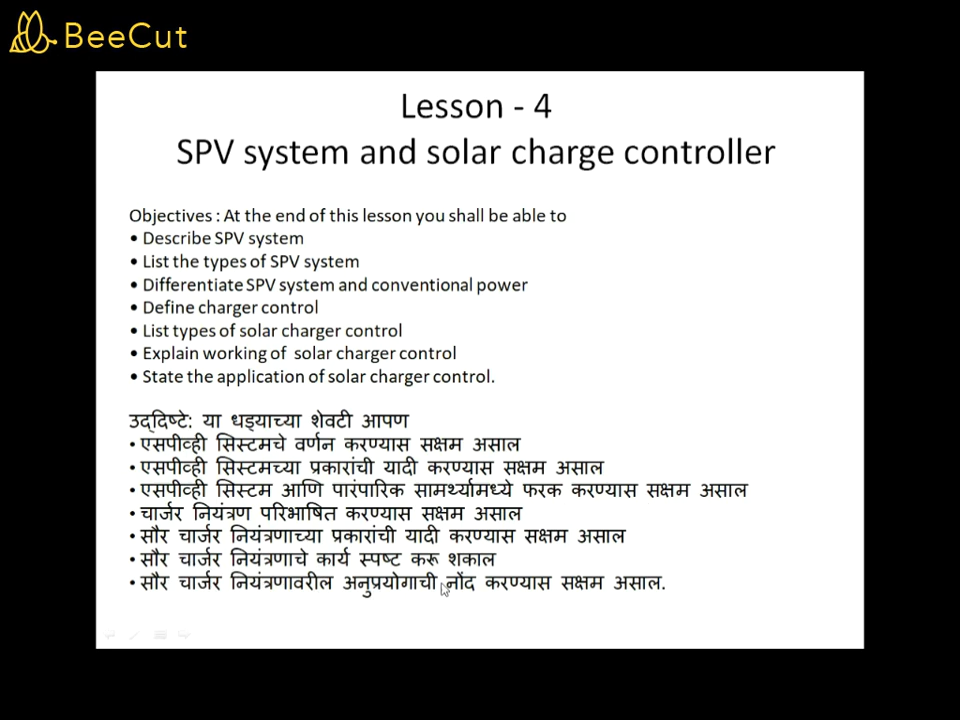 BeeCut
Lesson - 4
SPV system and solar charge controller
Objectives : At the end of this lesson you shall be able to
• Describe SPV system
• List the types of SPV system
• Differentiate SPV system and conventional power
• Define charger control
• List types of solar charger control
• Explain working of solar charger control
• State the application of solar charger control.
उद्दिष्टे: या धड्याच्या शेवटी आपण
• एसपीव्ही सिस्टमचे वर्णन करण्यास सक्षम असाल
• एसपीव्ही सिस्टमच्या प्रकारांची यादी करण्यास सक्षम असाल
• एसपीव्ही सिस्टम आणि पारंपारिक सामर्थ्यामध्ये फरक करण्यास सक्षम असाल
• चार्जर नियंत्रण परिभाषित करण्यास सक्षम असाल
• सौर चार्जर नियंत्रणाच्या प्रकारांची यादी करण्यास सक्षम असाल
• सौर चार्जर नियंत्रणाचे कार्य स्पष्ट करू शकाल
• सौर चार्जर नियंत्रणावरील अनुप्रयोगाची नोंद करण्यास सक्षम असाल.